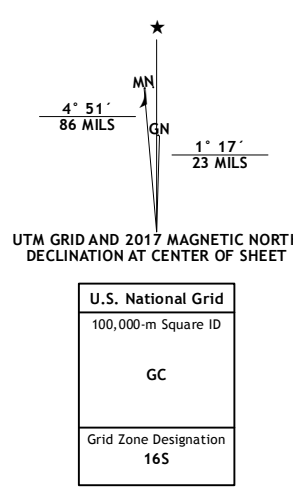 ★
MN
4° 51´
86 MILS
GN
1° 17´
23 MILS
UTM GRID AND 2017 MAGNETIC NORTH
DECLINATION AT CENTER OF SHEET
U.S. National Grid
100,000-m Square ID
GC
Grid Zone Designation
16S